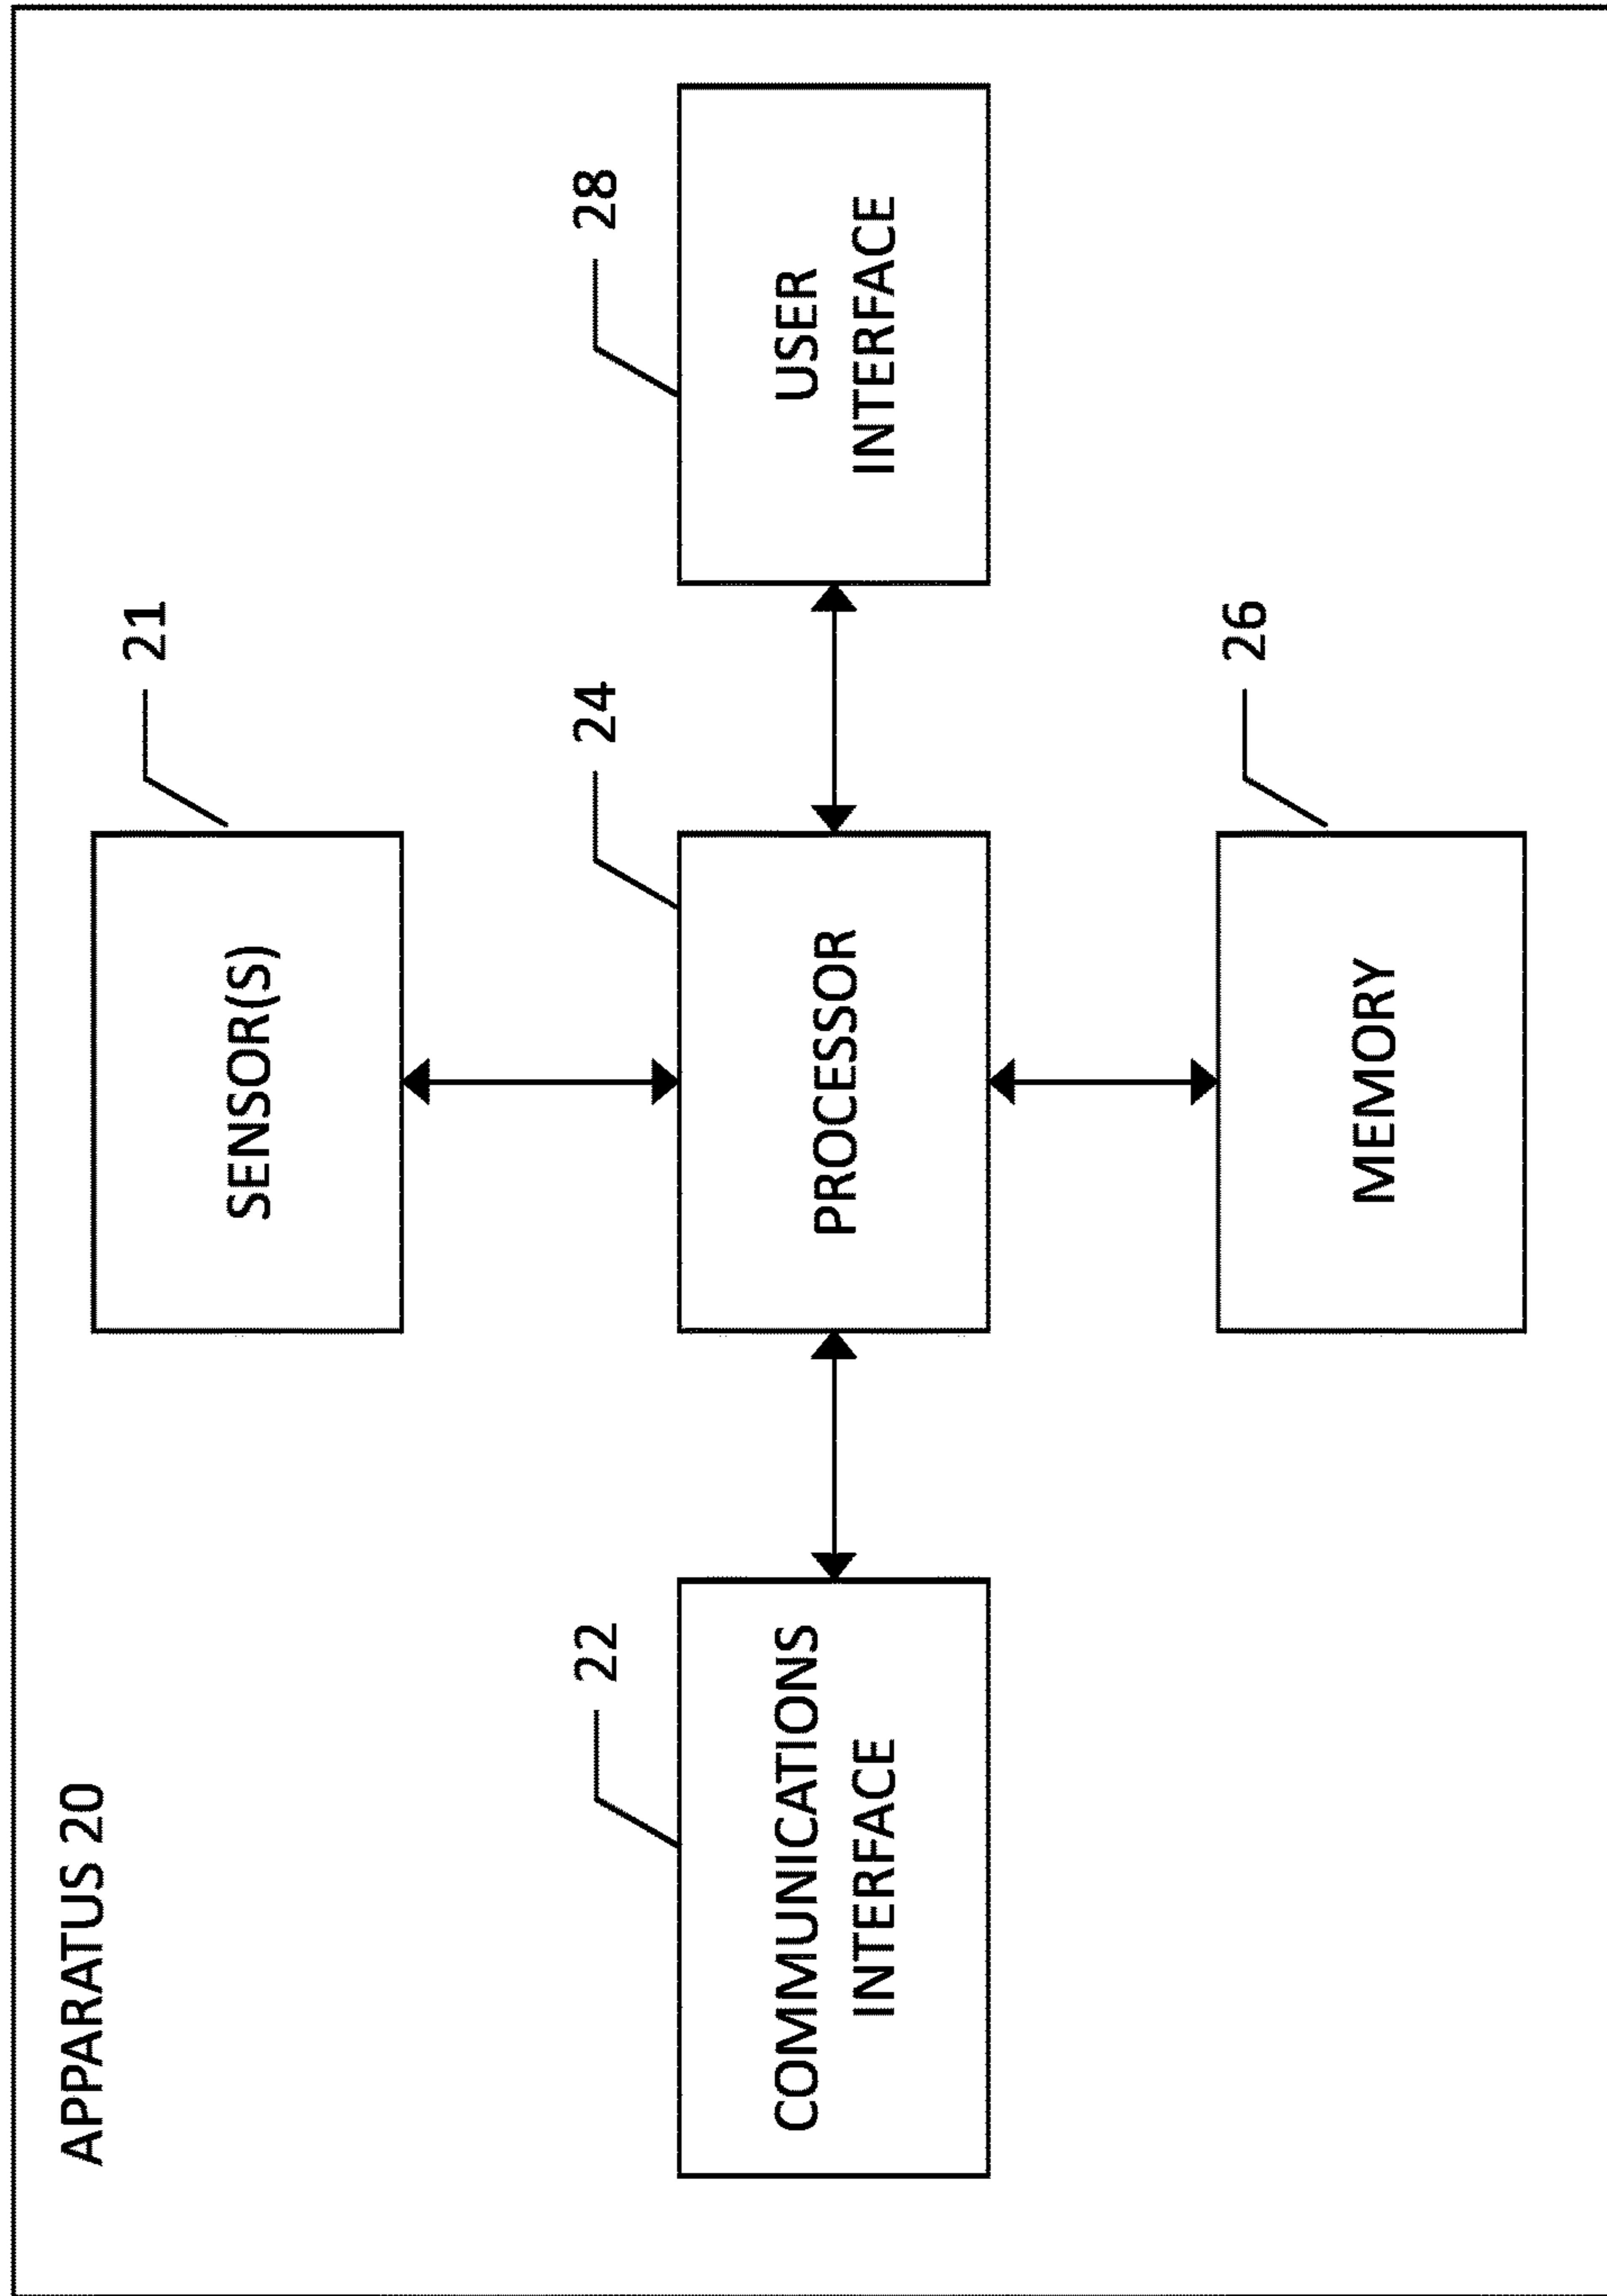 APPARATUS 20
SENSOR(S)
21
COMMUNICATIONS
INTERFACE
22
PROCESSOR
24
USER
INTERFACE
28
MEMORY
26